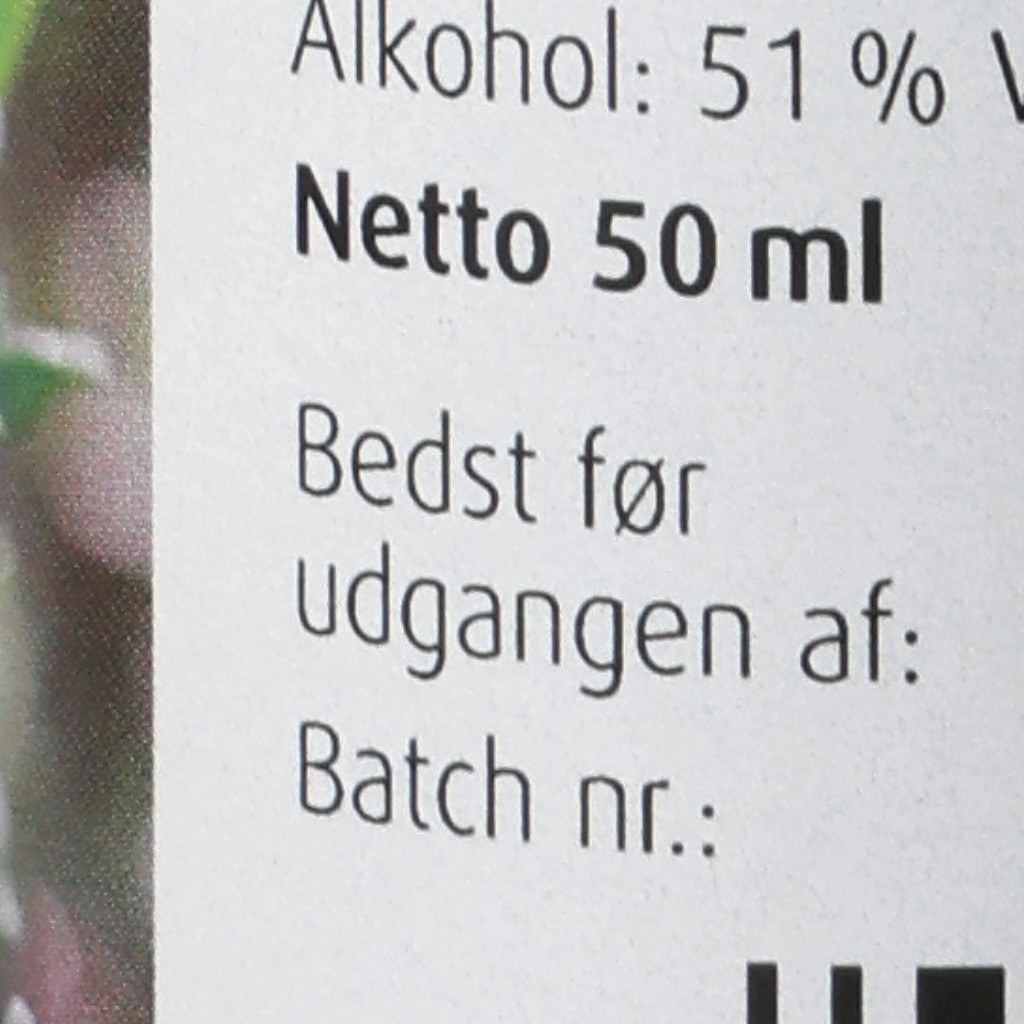 Alkohol: 51 %
Netto 50 ml
Bedst før
udgangen af:
Batch nr.: